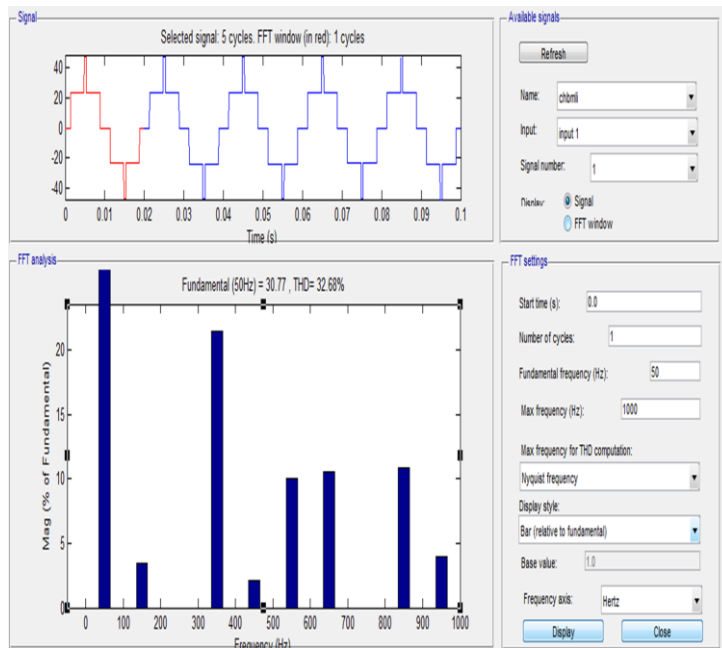 Signal
Selected signal: 5 cycles. FFT window (in red): 1 cycles
40
20
0
-20
-40
0 0.01 0.02 0.03 0.04 0.05 0.06 0.07 0.08 0.09 0.1
Time (s)
Available signals
Refresh
Name: chbmli
Input: input 1
Signal number: 1
Display: Signal
FFT window
FFT analysis
Fundamental (50Hz) = 30.77 , THD= 32.68%
Mag (% of Fundamental)
20
15
10
5
0
0 100 200 300 400 500 600 700 800 900 1000
Frequency (Hz)
FFT settings
Start time (s): 0.0
Number of cycles: 1
Fundamental frequency (Hz): 50
Max frequency (Hz): 1000
Max frequency for THD computation:
Nyquist frequency
Display style:
Bar (relative to fundamental)
Base value: 1.0
Frequency axis: Hertz
Display Close